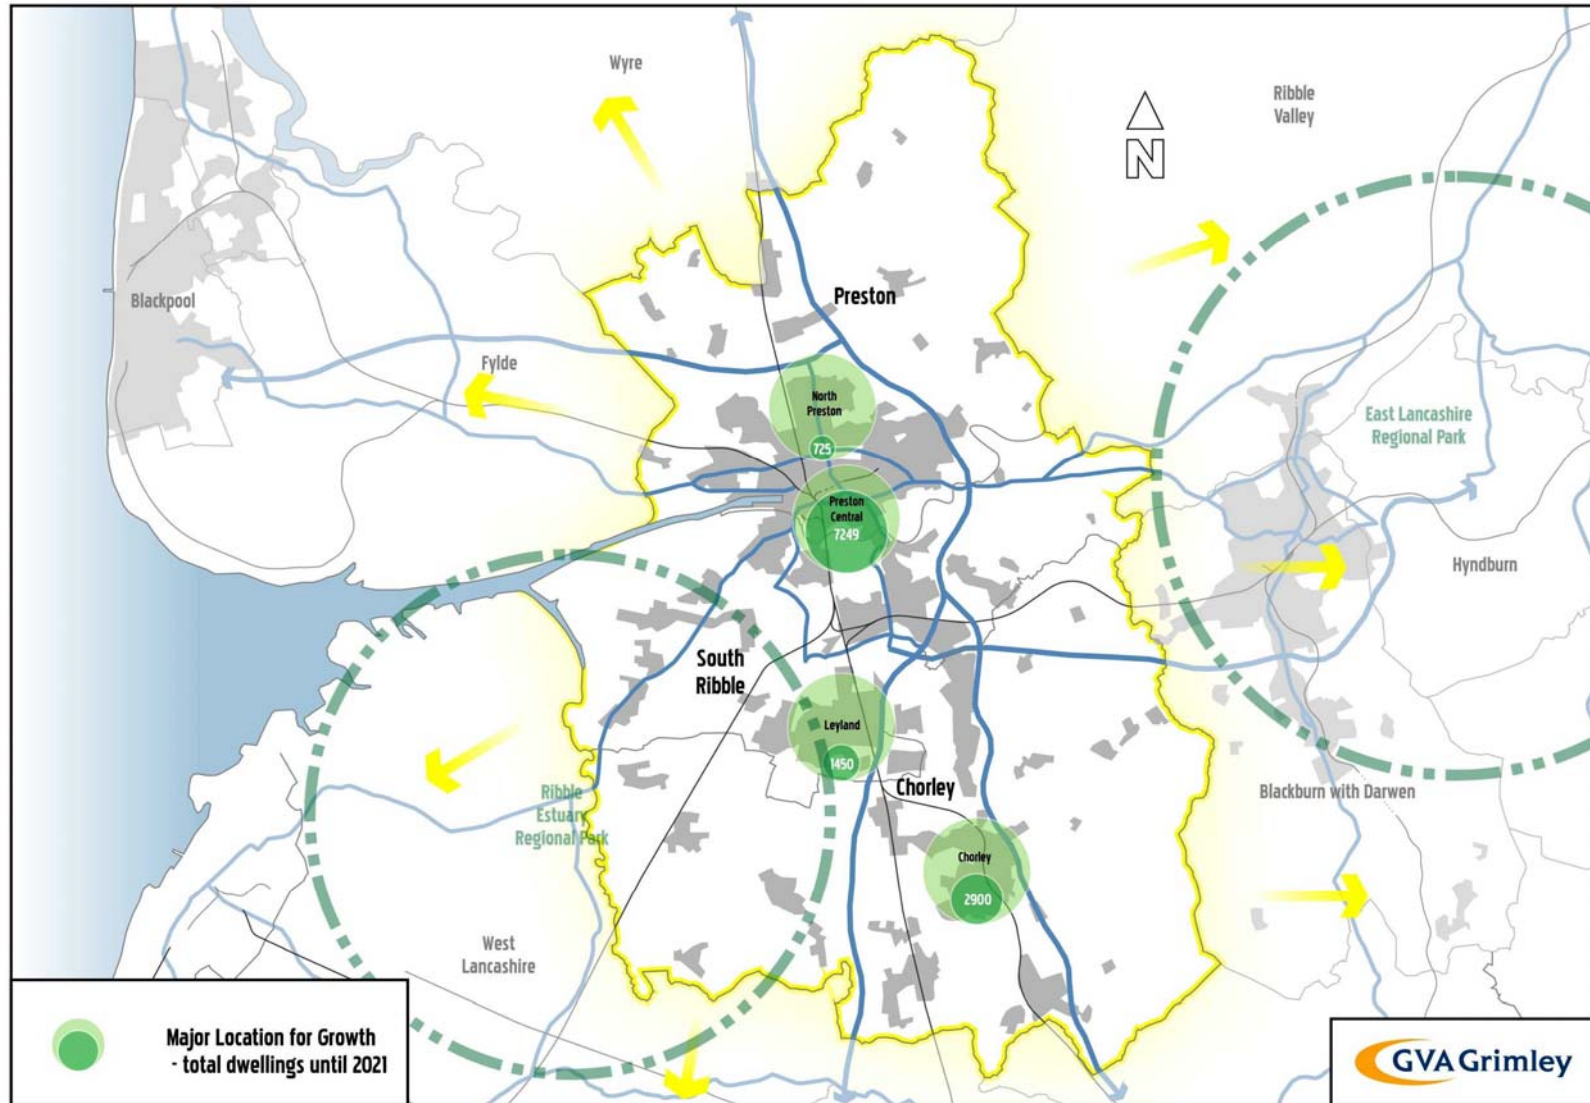 Wyre
Ribble
Valley
N
Blackpool
Preston
Fylde
North
Preston
725
East Lancashire
Regional Park
Preston
Central
7249
Hyndburn
South
Ribble
Leyland
1450
Chorley
Ribble
Estuary
Regional Park
Blackburn with Darwen
Chorley
2900
West
Lancashire
Major Location for Growth
- total dwellings until 2021
GVA Grimley